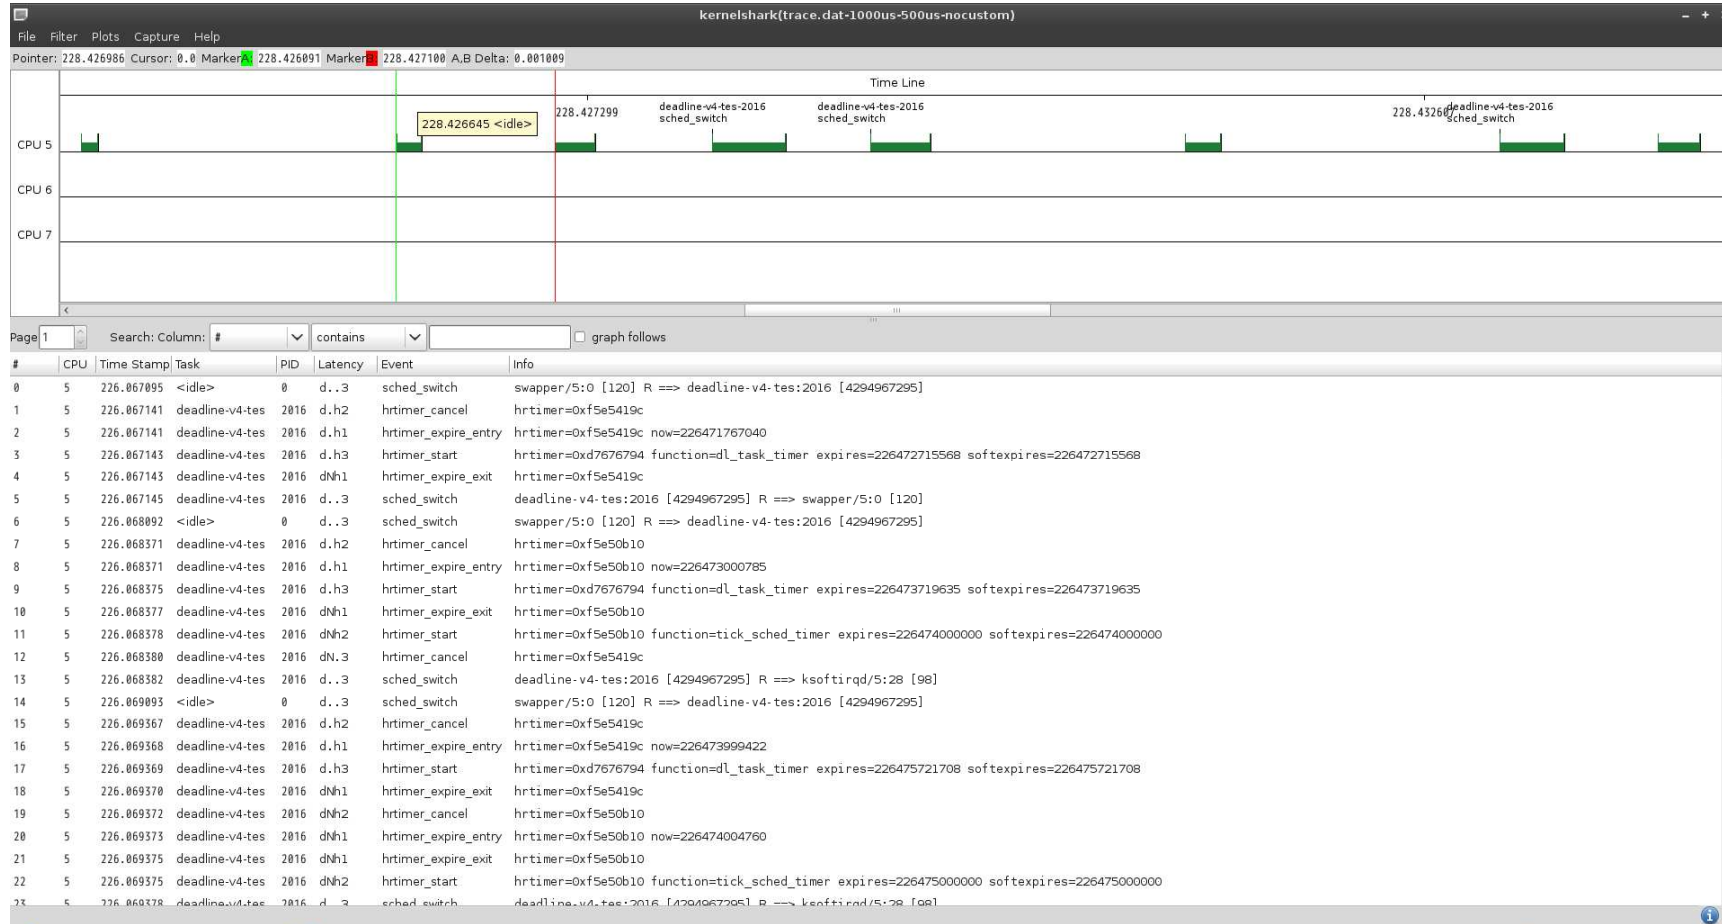 kernelshark(trace.dat-1000us-500us-nocustom)
File Filter Plots Capture Help
Pointer: 228.426986 Cursor: 0.0 MarkerA: 228.426091 MarkerB: 228.427100 A,B Delta: 0.001009
Time Line
228.427299 228.432607
deadline-v4-tes-2016 deadline-v4-tes-2016 deadline-v4-tes-2016
sched_switch sched_switch sched_switch
228.426645 <idle>
CPU 5
CPU 6
CPU 7
Page 1 Search: Column: # contains graph follows
# CPU Time Stamp Task PID Latency Event Info
0 5 226.067095 <idle> 0 d..3 sched_switch swapper/5:0 [120] R ==> deadline-v4-tes:2016 [4294967295]
1 5 226.067141 deadline-v4-tes 2016 d.h2 hrtimer_cancel hrtimer=0xf5e5419c
2 5 226.067141 deadline-v4-tes 2016 d.h1 hrtimer_expire_entry hrtimer=0xf5e5419c now=226471767040
3 5 226.067143 deadline-v4-tes 2016 d.h3 hrtimer_start hrtimer=0xd7676794 function=dl_task_timer expires=226472715568 softexpires=226472715568
4 5 226.067143 deadline-v4-tes 2016 dNh1 hrtimer_expire_exit hrtimer=0xf5e5419c
5 5 226.067145 deadline-v4-tes 2016 d..3 sched_switch deadline-v4-tes:2016 [4294967295] R ==> swapper/5:0 [120]
6 5 226.068092 <idle> 0 d..3 sched_switch swapper/5:0 [120] R ==> deadline-v4-tes:2016 [4294967295]
7 5 226.068371 deadline-v4-tes 2016 d.h2 hrtimer_cancel hrtimer=0xf5e50b10
8 5 226.068371 deadline-v4-tes 2016 d.h1 hrtimer_expire_entry hrtimer=0xf5e50b10 now=226473000785
9 5 226.068375 deadline-v4-tes 2016 d.h3 hrtimer_start hrtimer=0xd7676794 function=dl_task_timer expires=226473719635 softexpires=226473719635
10 5 226.068377 deadline-v4-tes 2016 dNh1 hrtimer_expire_exit hrtimer=0xf5e50b10
11 5 226.068378 deadline-v4-tes 2016 dNh2 hrtimer_start hrtimer=0xf5e50b10 function=tick_sched_timer expires=226474000000 softexpires=226474000000
12 5 226.068380 deadline-v4-tes 2016 dN.3 hrtimer_cancel hrtimer=0xf5e5419c
13 5 226.068382 deadline-v4-tes 2016 d..3 sched_switch deadline-v4-tes:2016 [4294967295] R ==> ksoftirqd/5:28 [98]
14 5 226.069093 <idle> 0 d..3 sched_switch swapper/5:0 [120] R ==> deadline-v4-tes:2016 [4294967295]
15 5 226.069367 deadline-v4-tes 2016 d.h2 hrtimer_cancel hrtimer=0xf5e5419c
16 5 226.069368 deadline-v4-tes 2016 d.h1 hrtimer_expire_entry hrtimer=0xf5e5419c now=226473999422
17 5 226.069369 deadline-v4-tes 2016 d.h3 hrtimer_start hrtimer=0xd7676794 function=dl_task_timer expires=226475721708 softexpires=226475721708
18 5 226.069370 deadline-v4-tes 2016 dNh1 hrtimer_expire_exit hrtimer=0xf5e5419c
19 5 226.069372 deadline-v4-tes 2016 dNh2 hrtimer_cancel hrtimer=0xf5e50b10
20 5 226.069373 deadline-v4-tes 2016 dNh1 hrtimer_expire_entry hrtimer=0xf5e50b10 now=226474004760
21 5 226.069375 deadline-v4-tes 2016 dNh1 hrtimer_expire_exit hrtimer=0xf5e50b10
22 5 226.069375 deadline-v4-tes 2016 dNh2 hrtimer_start hrtimer=0xf5e50b10 function=tick_sched_timer expires=226475000000 softexpires=226475000000
23 5 226.069378 deadline-v4-tes 2016 d..3 sched_switch deadline-v4-tes:2016 [4294967295] R ==> ksoftirqd/5:28 [98]